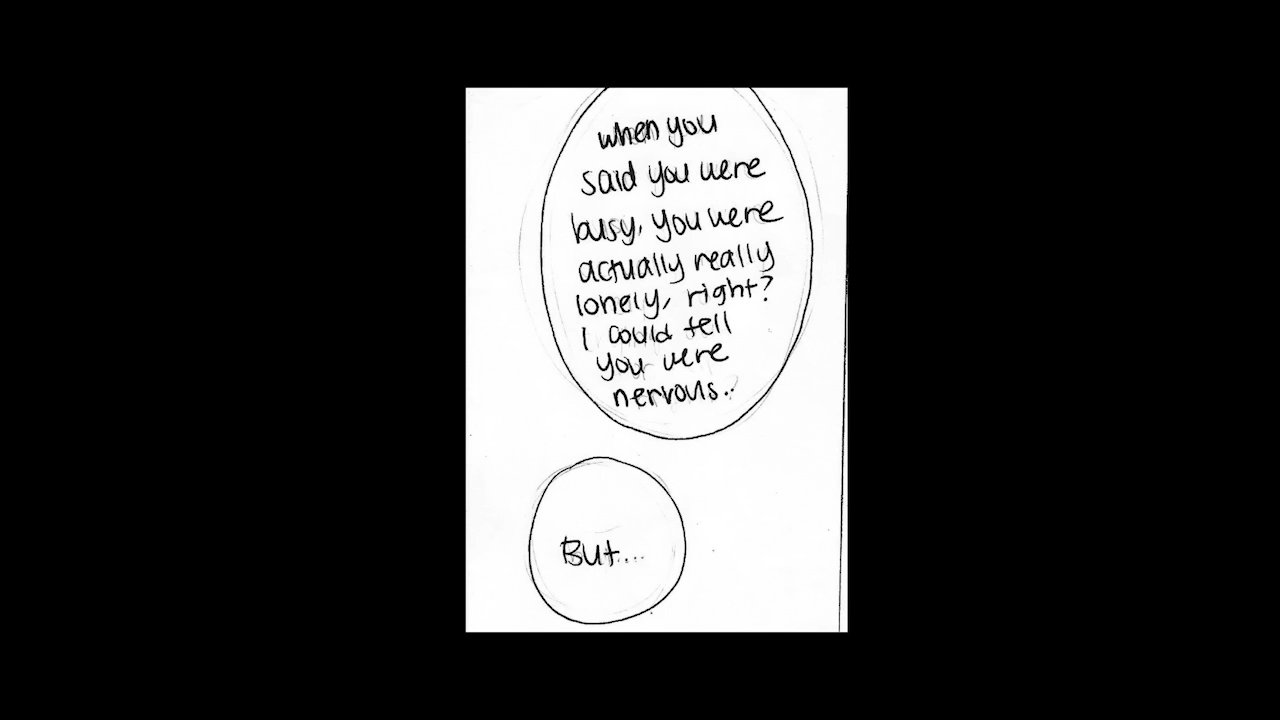 when you
said you were
busy, you were
actually really
lonely, right?
I could tell
you were
nervous..
But...